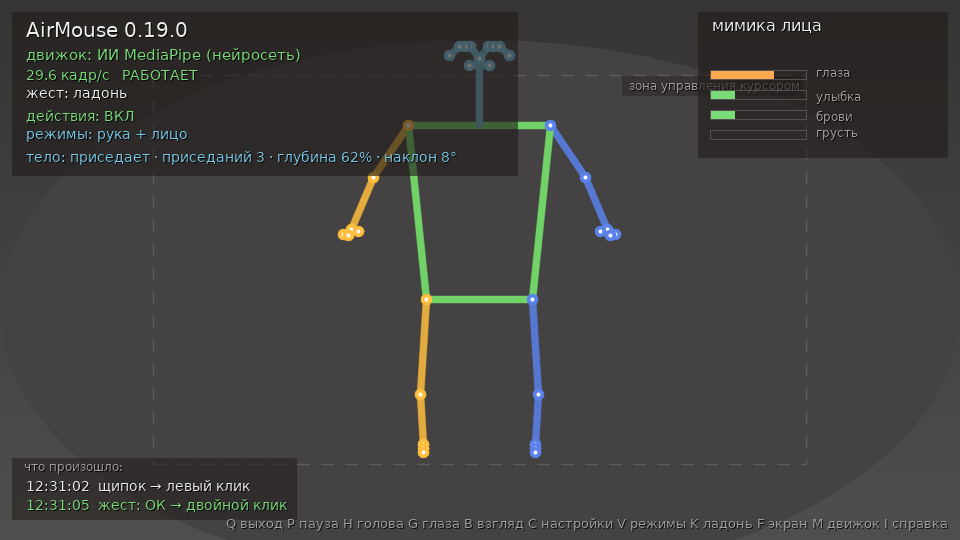 AirMouse 0.19.0
движок: ИИ MediaPipe (нейросеть)
29.6 кадр/с РАБОТАЕТ
жест: ладонь
действия: ВКЛ
режимы: рука + лицо
тело: приседает · приседаний 3 · глубина 62% · наклон 8°
мимика лица
глаза
зона управления курсором
улыбка
брови
грусть
что произошло:
12:31:02 щипок → левый клик
12:31:05 жест: ОК → двойной клик
Q выход P пауза H голова G глаза B взгляд C настройки V режимы K ладонь F экран M движок I справка